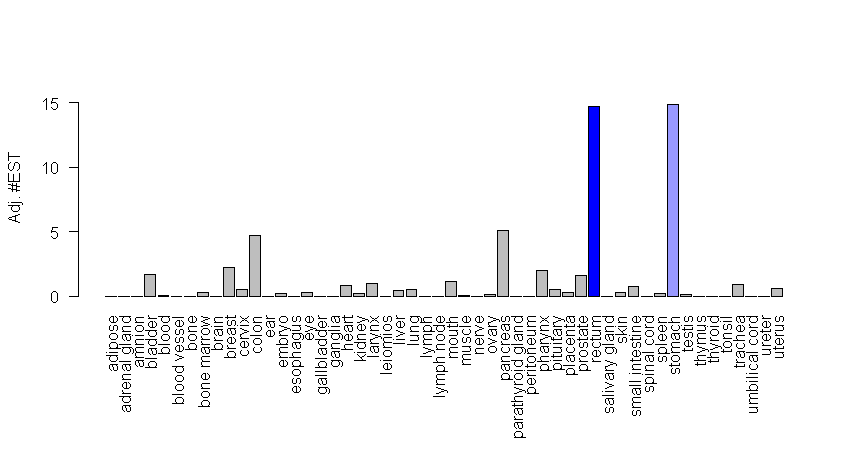 Adj. #EST
15
10
5
0
adipose
adrenal gland
amnion
bladder
blood
blood vessel
bone
bone marrow
brain
breast
cervix
colon
ear
embryo
esophagus
eye
gallbladder
ganglia
heart
kidney
larynx
leiomios
liver
lung
lymph
lymph node
mouth
muscle
nerve
ovary
pancreas
parathyroid gland
peritoneum
pharynx
pituitary
placenta
prostate
rectum
salivary gland
skin
small intestine
spinal cord
spleen
stomach
testis
thymus
thyroid
tonsil
trachea
umbilical cord
ureter
uterus